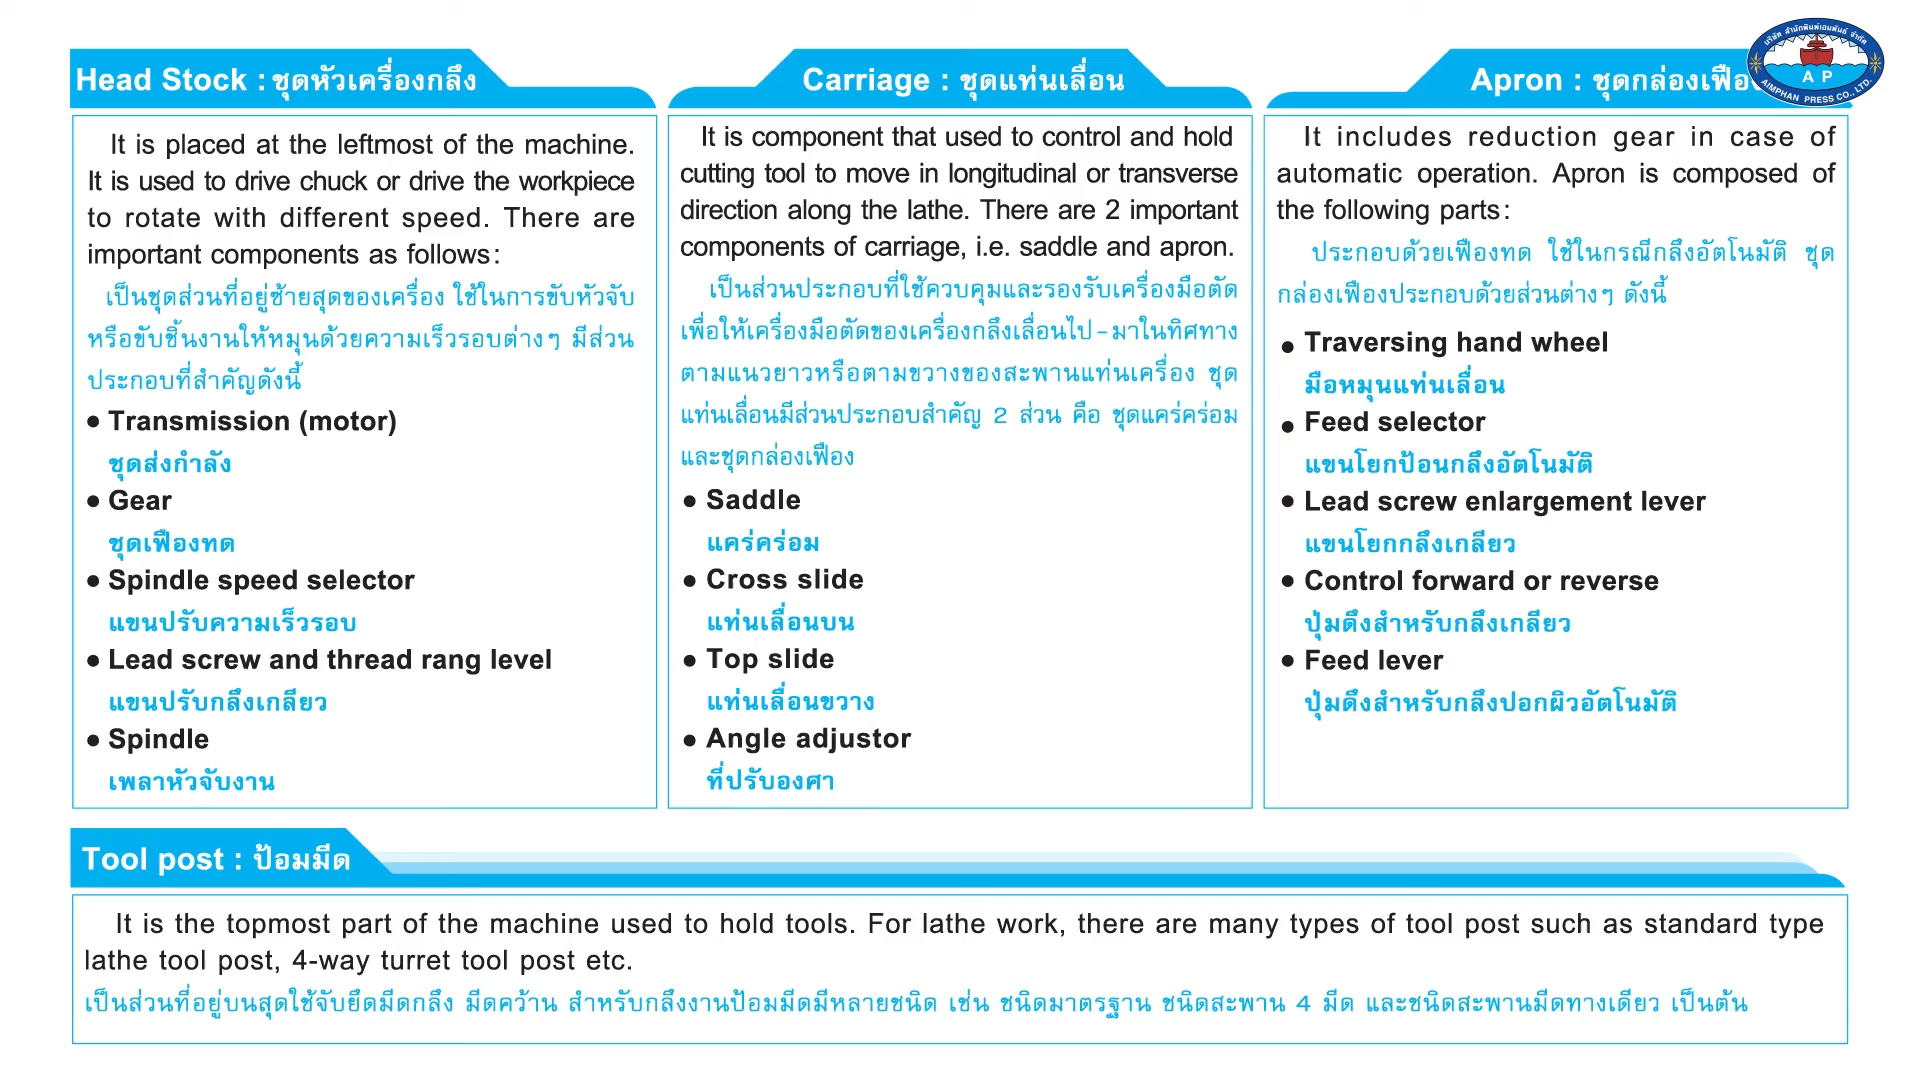 Head Stock : ชุดหัวเครื่องกลึง
It is placed at the leftmost of the machine.
It is used to drive chuck or drive the workpiece
to rotate with different speed. There are
important components as follows:
เป็นชุดส่วนที่อยู่ซ้ายสุดของเครื่อง ใช้ในการขับหัวจับ
หรือขับชิ้นงานให้หมุนด้วยความเร็วรอบต่างๆ มีส่วน
ประกอบที่สำคัญดังนี้
● Transmission (motor)
ชุดส่งกำลัง
● Gear
ชุดเฟืองทด
● Spindle speed selector
แขนปรับความเร็วรอบ
● Lead screw and thread rang level
แขนปรับกลึงเกลียว
● Spindle
เพลาหัวจับงาน
Carriage : ชุดแท่นเลื่อน
It is component that used to control and hold
cutting tool to move in longitudinal or transverse
direction along the lathe. There are 2 important
components of carriage, i.e. saddle and apron.
เป็นส่วนประกอบที่ใช้ควบคุมและรองรับเครื่องมือตัด
เพื่อให้เครื่องมือตัดของเครื่องกลึงเลื่อนไป-มาในทิศทาง
ตามแนวยาวหรือตามขวางของสะพานแท่นเครื่อง ชุด
แท่นเลื่อนมีส่วนประกอบสำคัญ 2 ส่วน คือ ชุดแคร่คร่อม
และชุดกล่องเฟือง
● Saddle
แคร่คร่อม
● Cross slide
แท่นเลื่อนบน
● Top slide
แท่นเลื่อนขวาง
● Angle adjustor
ที่ปรับองศา
Apron : ชุดกล่องเฟือ
บริษัท สำนักพิมพ์เอมพันธ์ จำกัด
A P
AIMPHAN PRESS CO., LTD.
It includes reduction gear in case of
automatic operation. Apron is composed of
the following parts:
ประกอบด้วยเฟืองทด ใช้ในกรณีกลึงอัตโนมัติ ชุด
กล่องเฟืองประกอบด้วยส่วนต่างๆ ดังนี้
● Traversing hand wheel
มือหมุนแท่นเลื่อน
● Feed selector
แขนโยกป้อนกลึงอัตโนมัติ
● Lead screw enlargement lever
แขนโยกกลึงเกลียว
● Control forward or reverse
ปุ่มดึงสำหรับกลึงเกลียว
● Feed lever
ปุ่มดึงสำหรับกลึงปอกผิวอัตโนมัติ
Tool post : ป้อมมีด
It is the topmost part of the machine used to hold tools. For lathe work, there are many types of tool post such as standard type
lathe tool post, 4-way turret tool post etc.
เป็นส่วนที่อยู่บนสุดใช้จับยึดมีดกลึง มีดคว้าน สำหรับกลึงงานป้อมมีดมีหลายชนิด เช่น ชนิดมาตรฐาน ชนิดสะพาน 4 มีด และชนิดสะพานมีดทางเดียว เป็นต้น